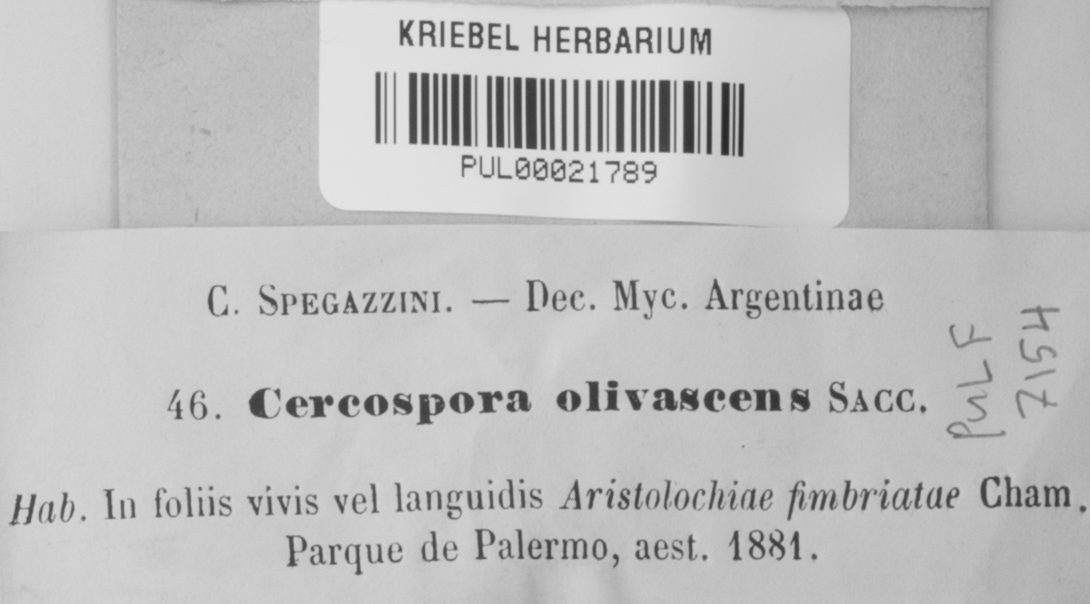 KRIEBEL HERBARIUM
PUL00021789
C. SPEGAZZINI. — Dec. Myc. Argentinae
46. Cercospora olivascens SACC.
Hab. In foliis vivis vel languidis Aristolochiae fimbriatae Cham.
Parque de Palermo, aest. 1881.
PUL F
7154